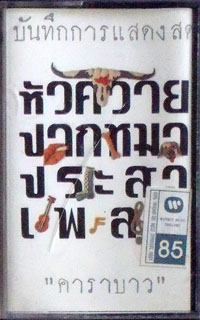 บันทึกการแสดงสด
หัวควาย
ปากหมา
ประสา
เพลง
85
"คาราบาว"